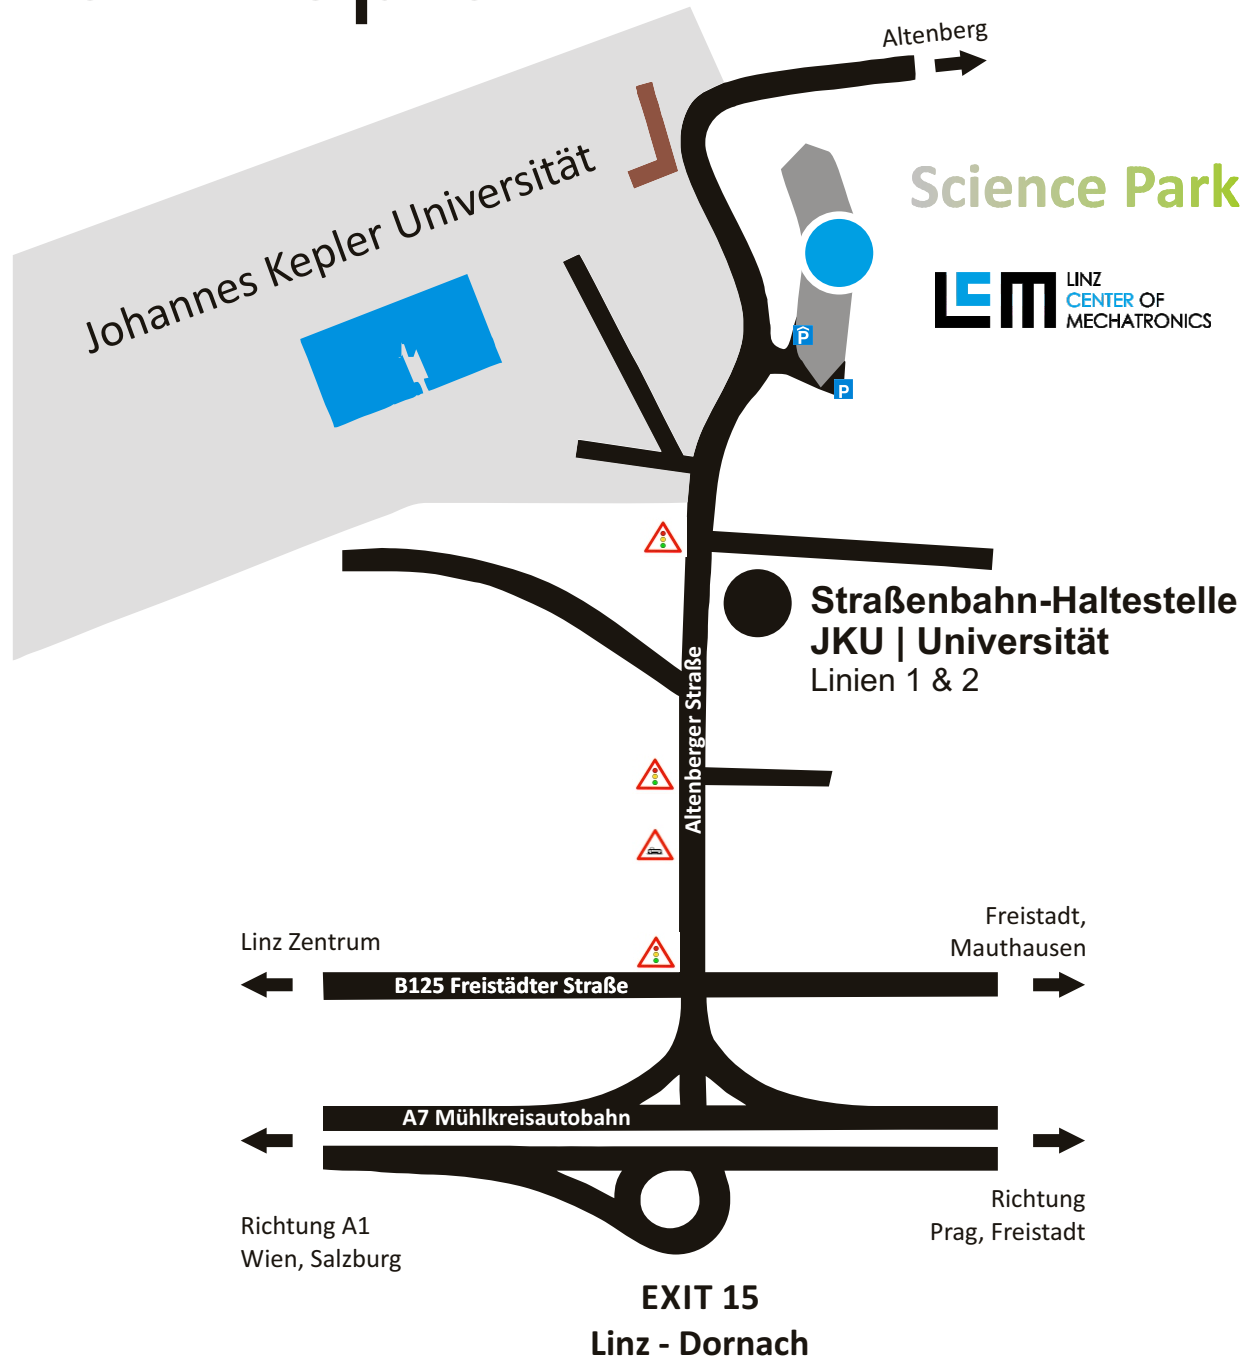 Altenberg
Johannes Kepler Universität
Science Park
LCM
LINZ
CENTER OF
MECHATRONICS
P
P
Straßenbahn-Haltestelle
JKU | Universität
Linien 1 & 2
Altenberger Straße
Linz Zentrum
Freistadt,
Mauthausen
B125 Freistädter Straße
A7 Mühlkreisautobahn
Richtung A1
Wien, Salzburg
Richtung
Prag, Freistadt
EXIT 15
Linz - Dornach